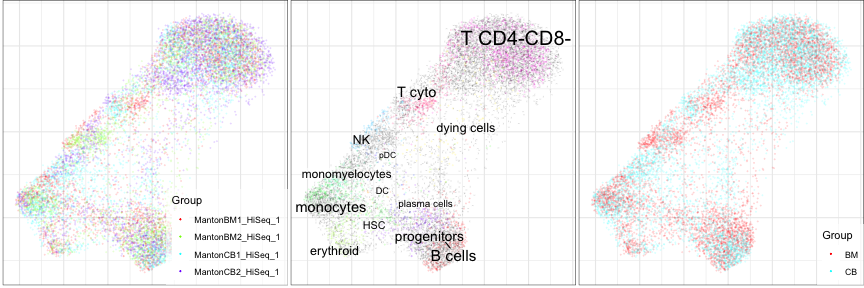 Group
MantonBM1_HiSeq_1
MantonBM2_HiSeq_1
MantonCB1_HiSeq_1
MantonCB2_HiSeq_1
T CD4-CD8-
T cyto
dying cells
NK
pDC
monomyelocytes
DC
monocytes
plasma cells
HSC
progenitors
erythroid
B cells
Group
BM
CB